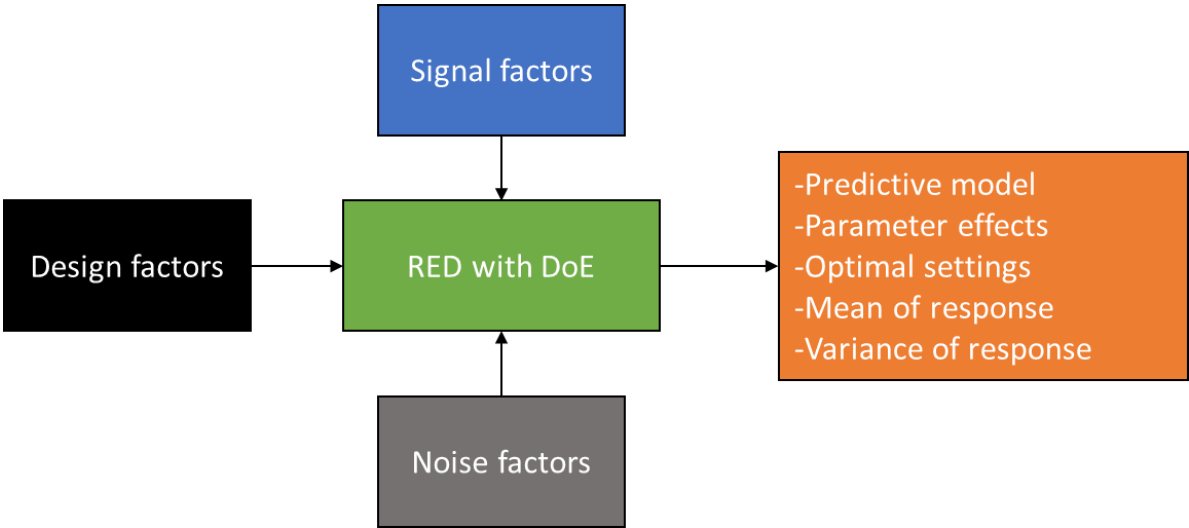 Signal factors
Design factors
RED with DoE
-Predictive model
-Parameter effects
-Optimal settings
-Mean of response
-Variance of response
Noise factors